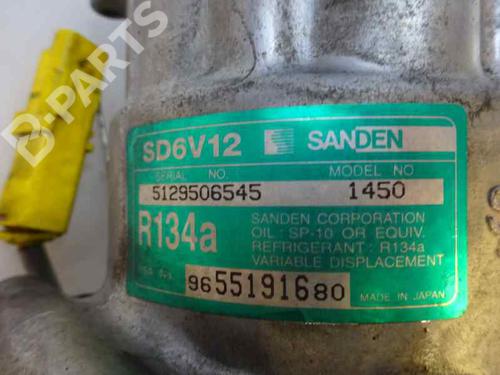 D-PARTS
SD6V12 SANDEN
SERIAL NO. MODEL NO
5129506545 1450
R134a
SANDEN CORPORATION
OIL : SP-10 OR EQUIV.
REFRIGERANT : R134a
VARIABLE DISPLACEMENT
9655191680
MADE IN JAPAN